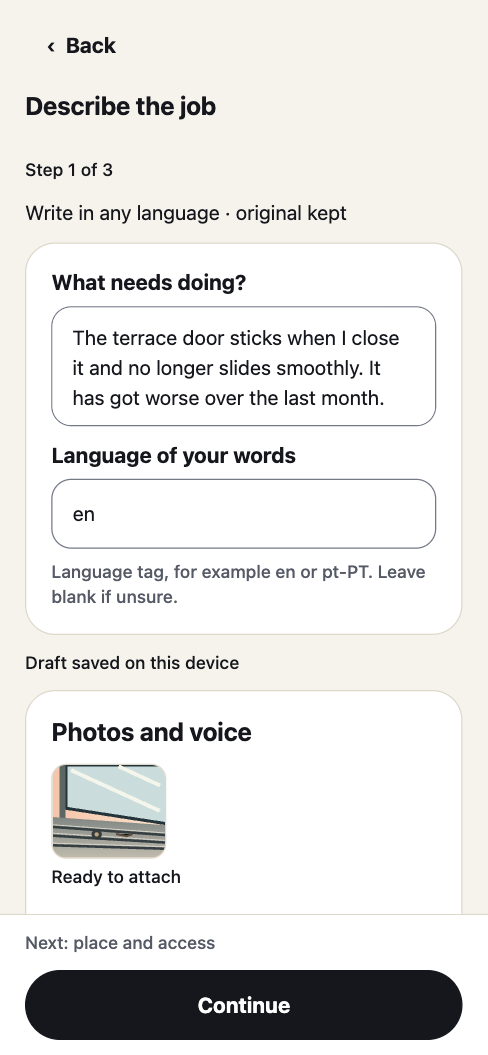 ‹ Back
Describe the job
Step 1 of 3
Write in any language · original kept
What needs doing?
The terrace door sticks when I close
it and no longer slides smoothly. It
has got worse over the last month.
Language of your words
en
Language tag, for example en or pt-PT. Leave
blank if unsure.
Draft saved on this device
Photos and voice
Ready to attach
Next: place and access
Continue